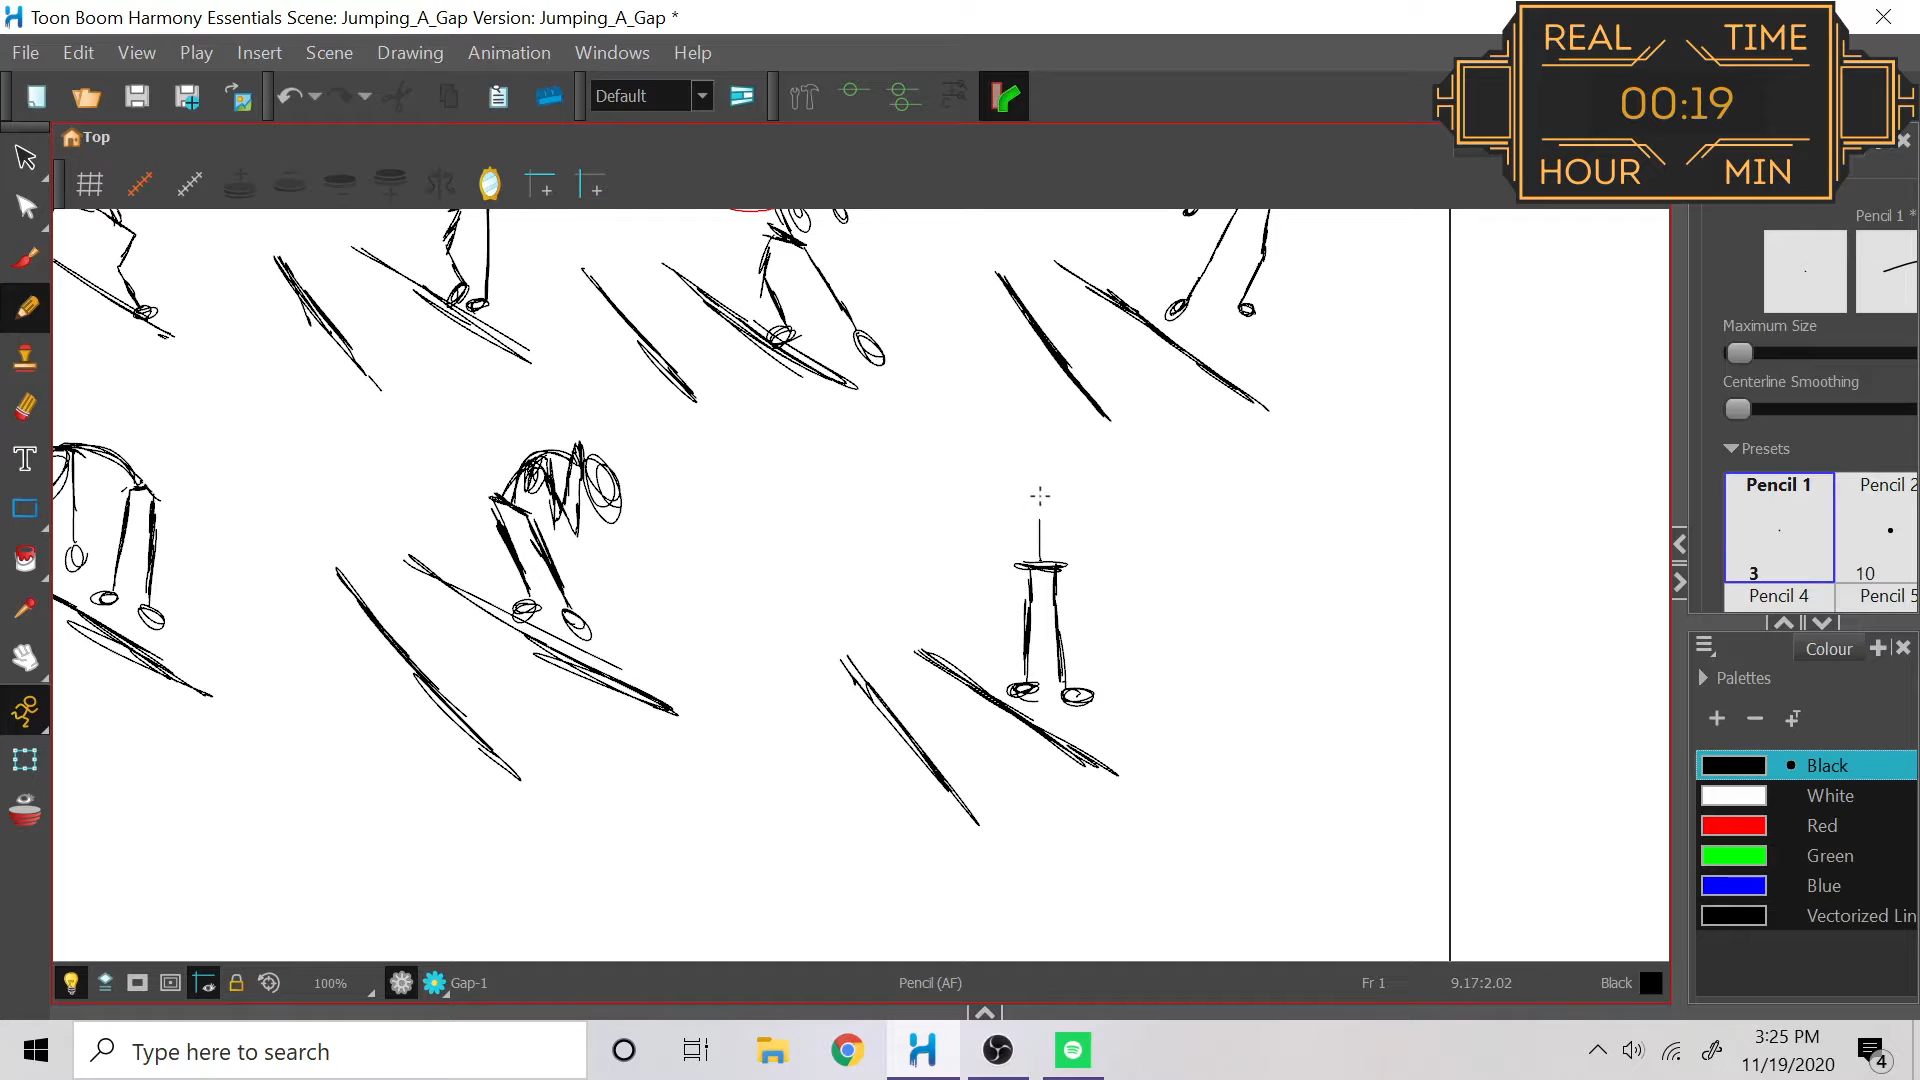 Toon Boom Harmony Essentials Scene: Jumping_A_Gap Version: Jumping_A_Gap *
File Edit View Play Insert Scene Drawing Animation Windows Help
REAL TIME
00:19
HOUR MIN
Default
Top
Pencil 1 *
Maximum Size
Centerline Smoothing
Presets
Pencil 1 Pencil 2
3 10
Pencil 4 Pencil 5
Colour
Palettes
Black
White
Red
Green
Blue
Vectorized Lin
100% Gap-1 Pencil (AF) Fr 1 9.17:2.02 Black
Type here to search
3:25 PM
11/19/2020
4